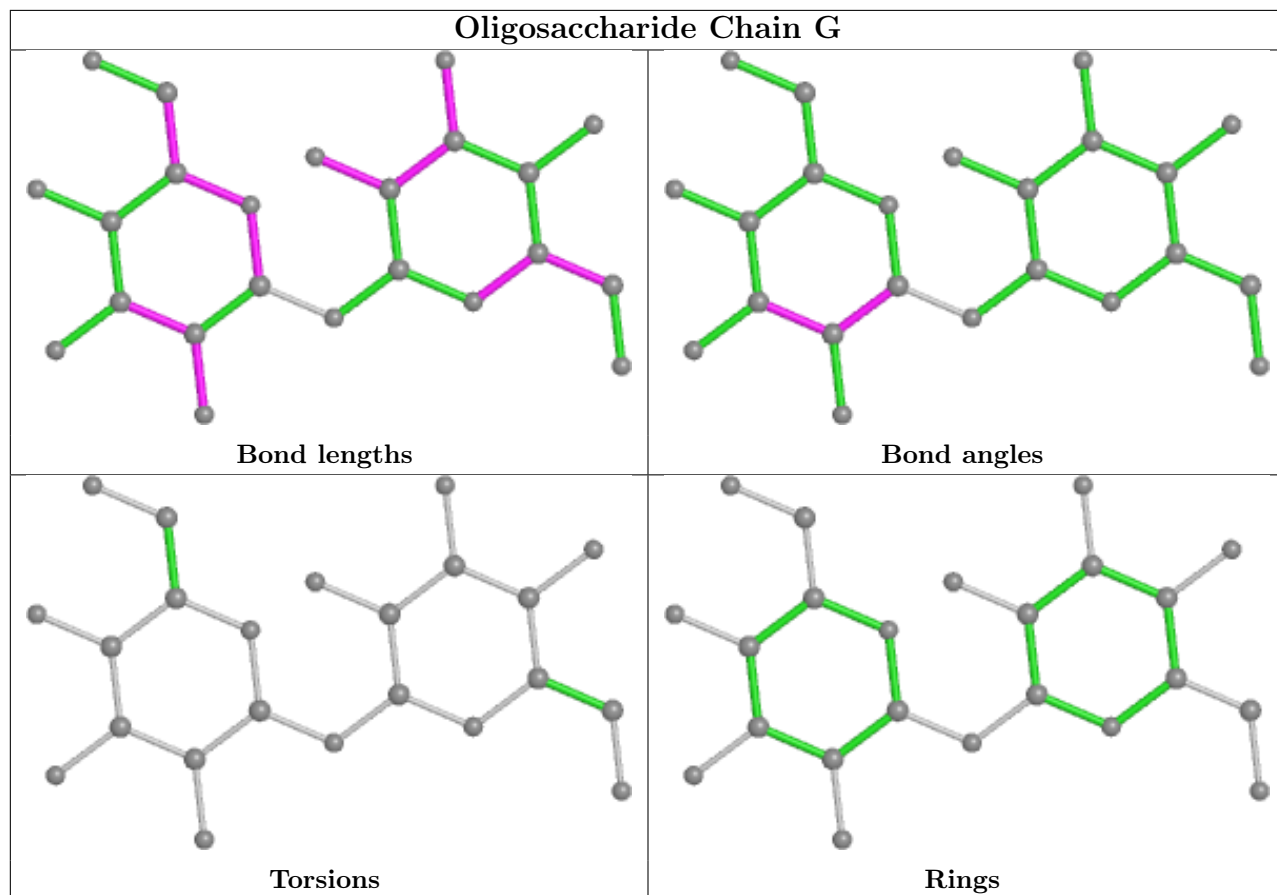 Oligosaccharide Chain G
Bond lengths
Bond angles
Torsions
Rings